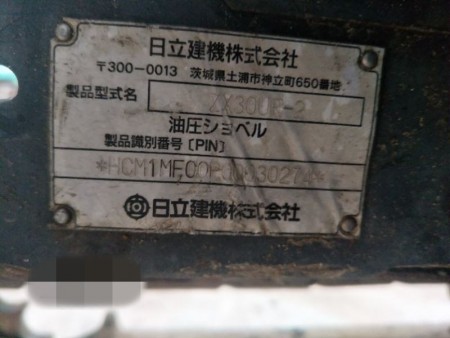 日立建機株式会社
〒300-0013 茨城県土浦市神立町650番地
製品型式名
油圧ショベル
製品識別番号〔PIN〕
日立建機株式会社